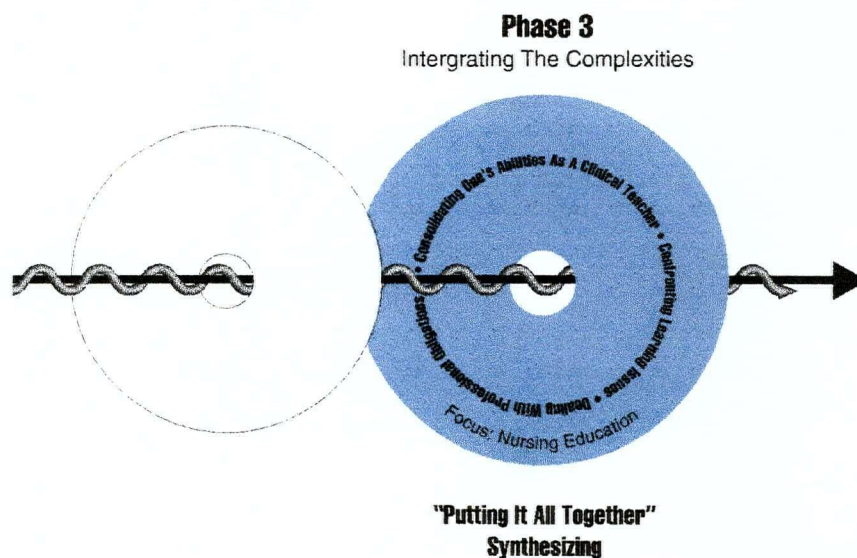 Phase 3
Intergrating The Complexities
• Consolidating One's Abilities As A Clinical Teacher • Confronting Learning Issues • Dealing With Professional Obligations
Focus: Nursing Education
"Putting It All Together"
Synthesizing